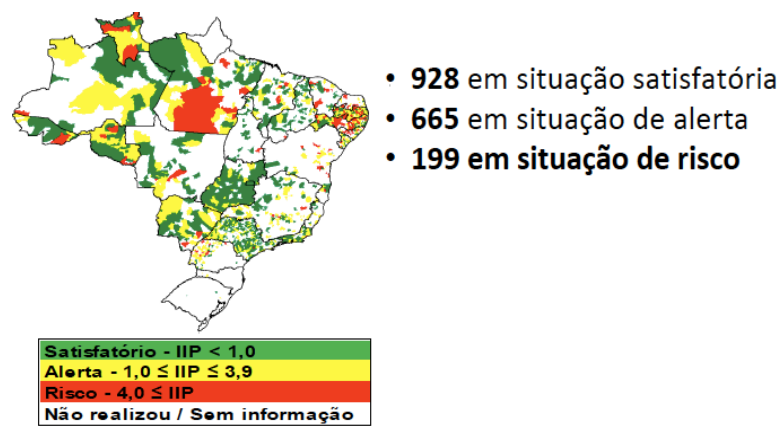 • 928 em situação satisfatória
• 665 em situação de alerta
• 199 em situação de risco
Satisfatório - IIP < 1,0
Alerta - 1,0 ≤ IIP ≤ 3,9
Risco - 4,0 ≤ IIP
Não realizou / Sem informação